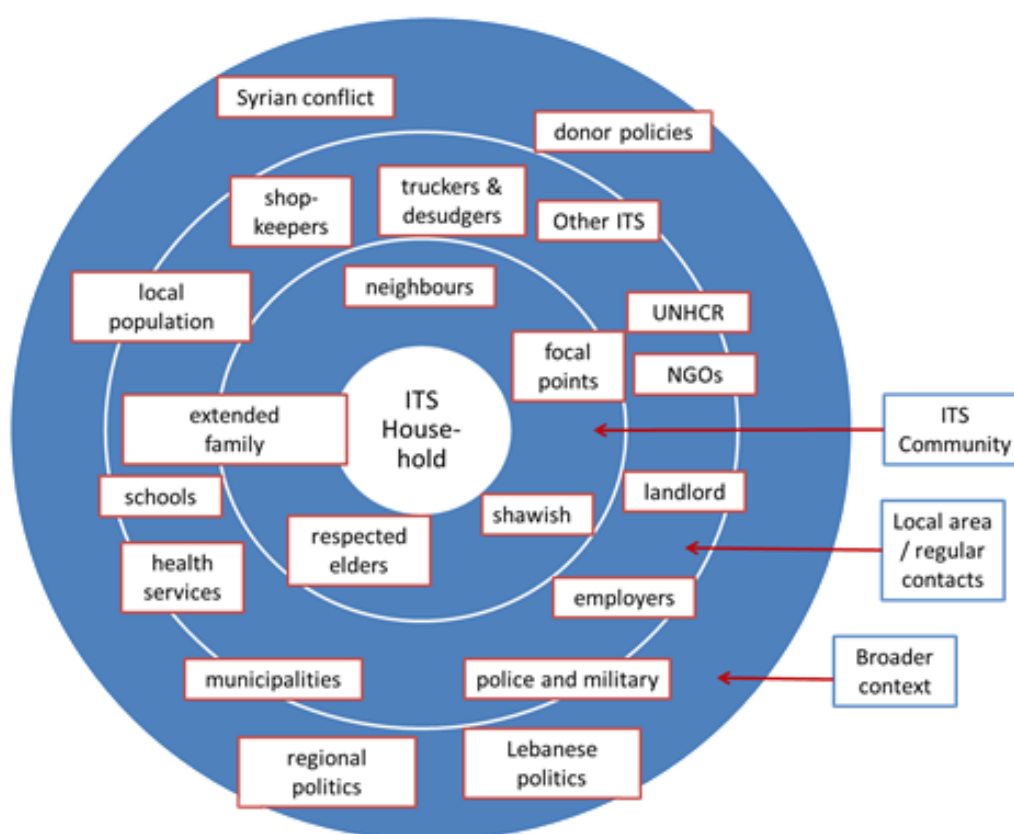 Syrian conflict
donor policies
truckers &
desudgers
shop-
keepers
Other ITS
neighbours
local
population
UNHCR
focal
points
NGOs
ITS
House-
hold
extended
family
ITS
Community
schools
landlord
shawish
respected
elders
Local area
/ regular
contacts
health
services
employers
municipalities
police and military
Broader
context
regional
politics
Lebanese
politics